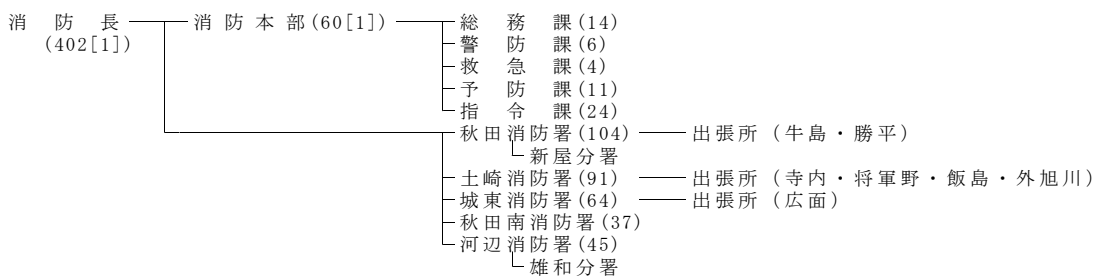 消防長 消防本部(60[1]) 総務課(14)
(402[1]) 警防課(6)
救急課(4)
予防課(11)
指令課(24)
秋田消防署(104) 出張所（牛島・勝平）
新屋分署
土崎消防署(91) 出張所（寺内・将軍野・飯島・外旭川）
城東消防署(64) 出張所（広面）
秋田南消防署(37)
河辺消防署(45)
雄和分署